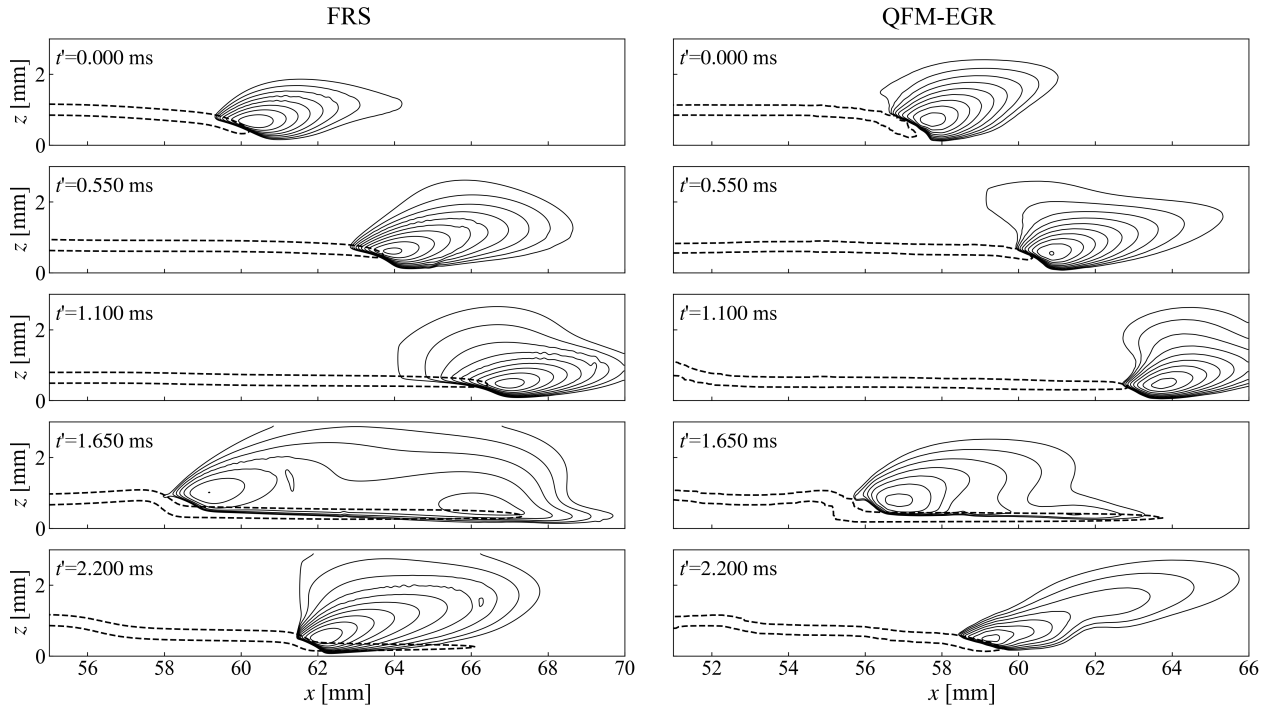 FRS QFM-EGR
t'=0.000 ms t'=0.000 ms
z [mm] 2 0
t'=0.550 ms t'=0.550 ms
z [mm] 2 0
t'=1.100 ms t'=1.100 ms
z [mm] 2 0
t'=1.650 ms t'=1.650 ms
z [mm] 2 0
t'=2.200 ms t'=2.200 ms
z [mm] 2 0
56 58 60 62 64 66 68 70 52 54 56 58 60 62 64 66
x [mm] x [mm]